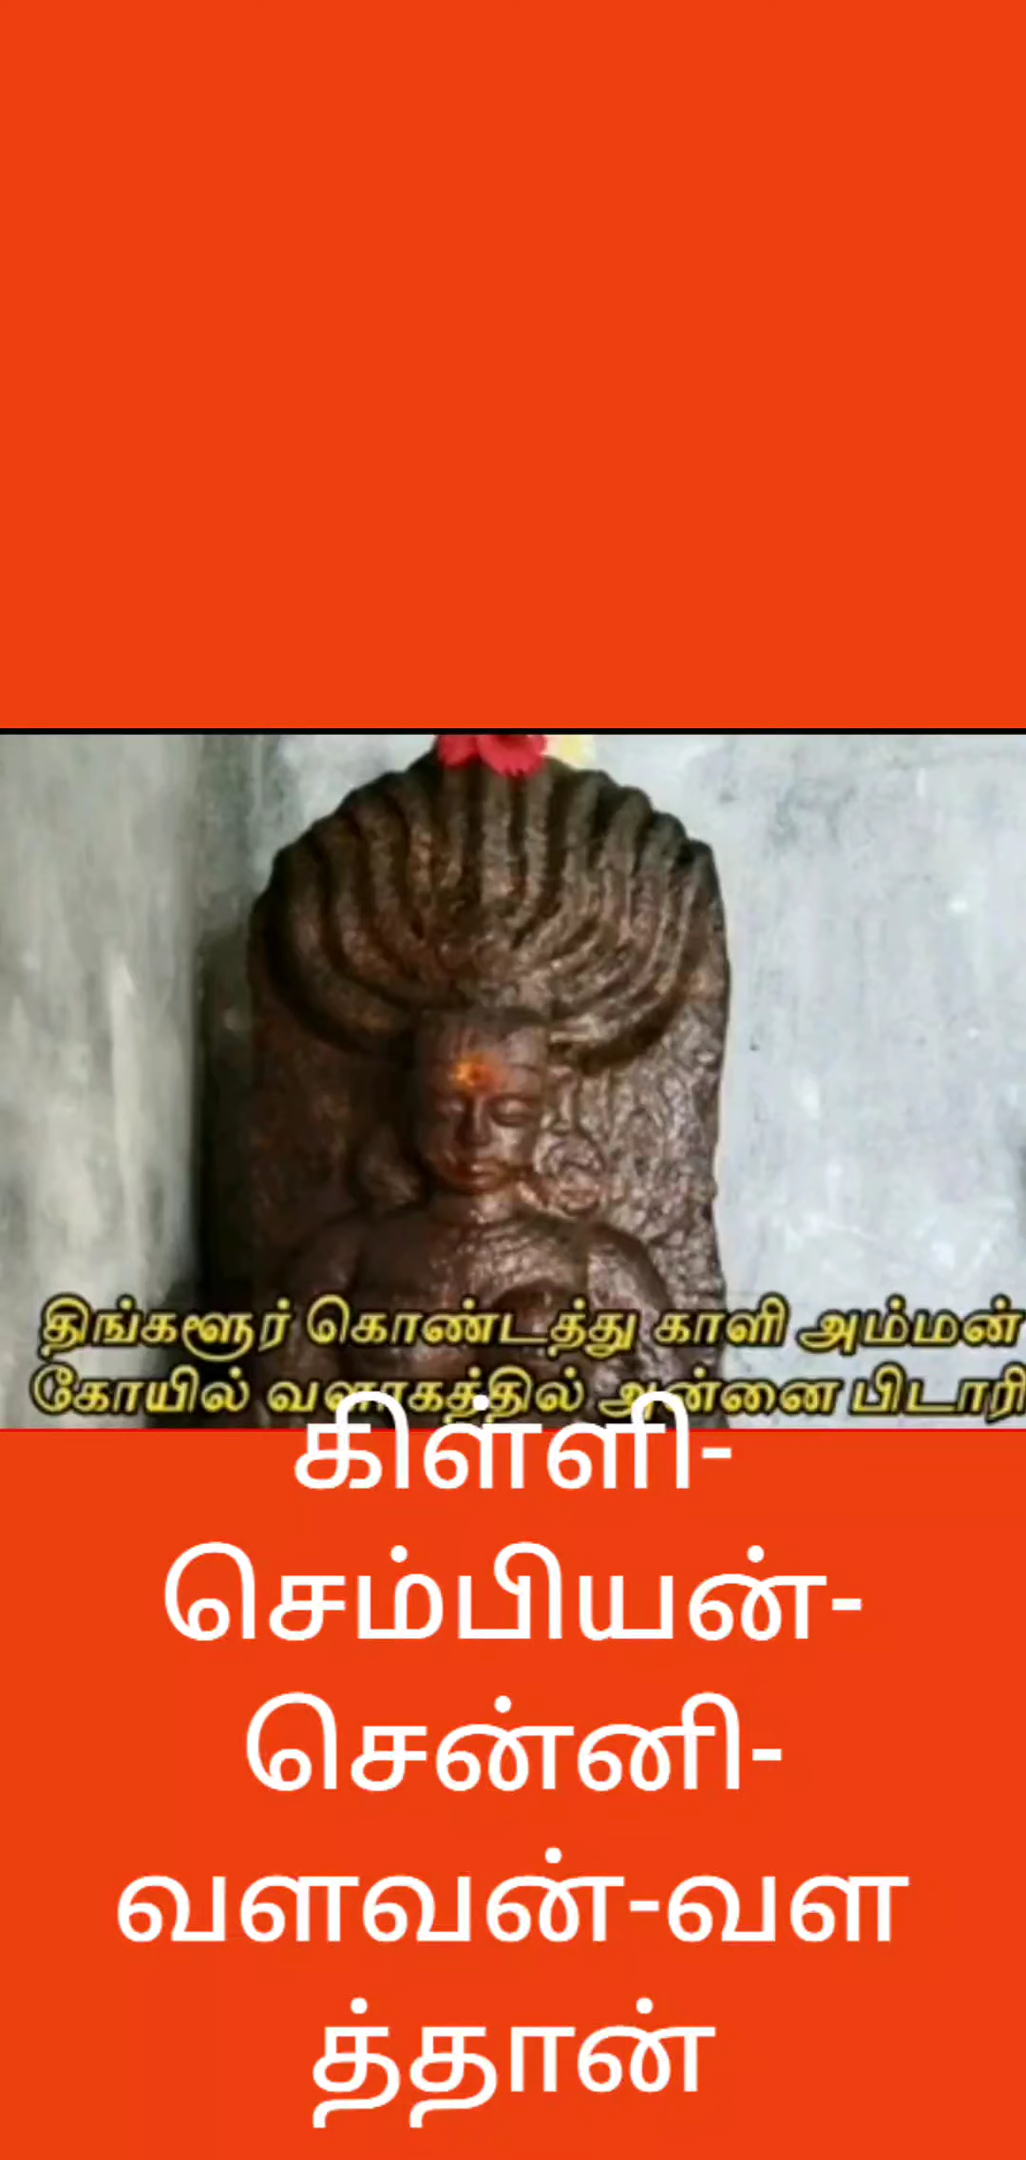 திங்களூர் கொண்டத்து காளி அம்மன்
கோயில் வளாகத்தில் அன்னை பிடாரி
கிள்ளி-
செம்பியன்-
சென்னி-
வளவன்-வள
த்தான்